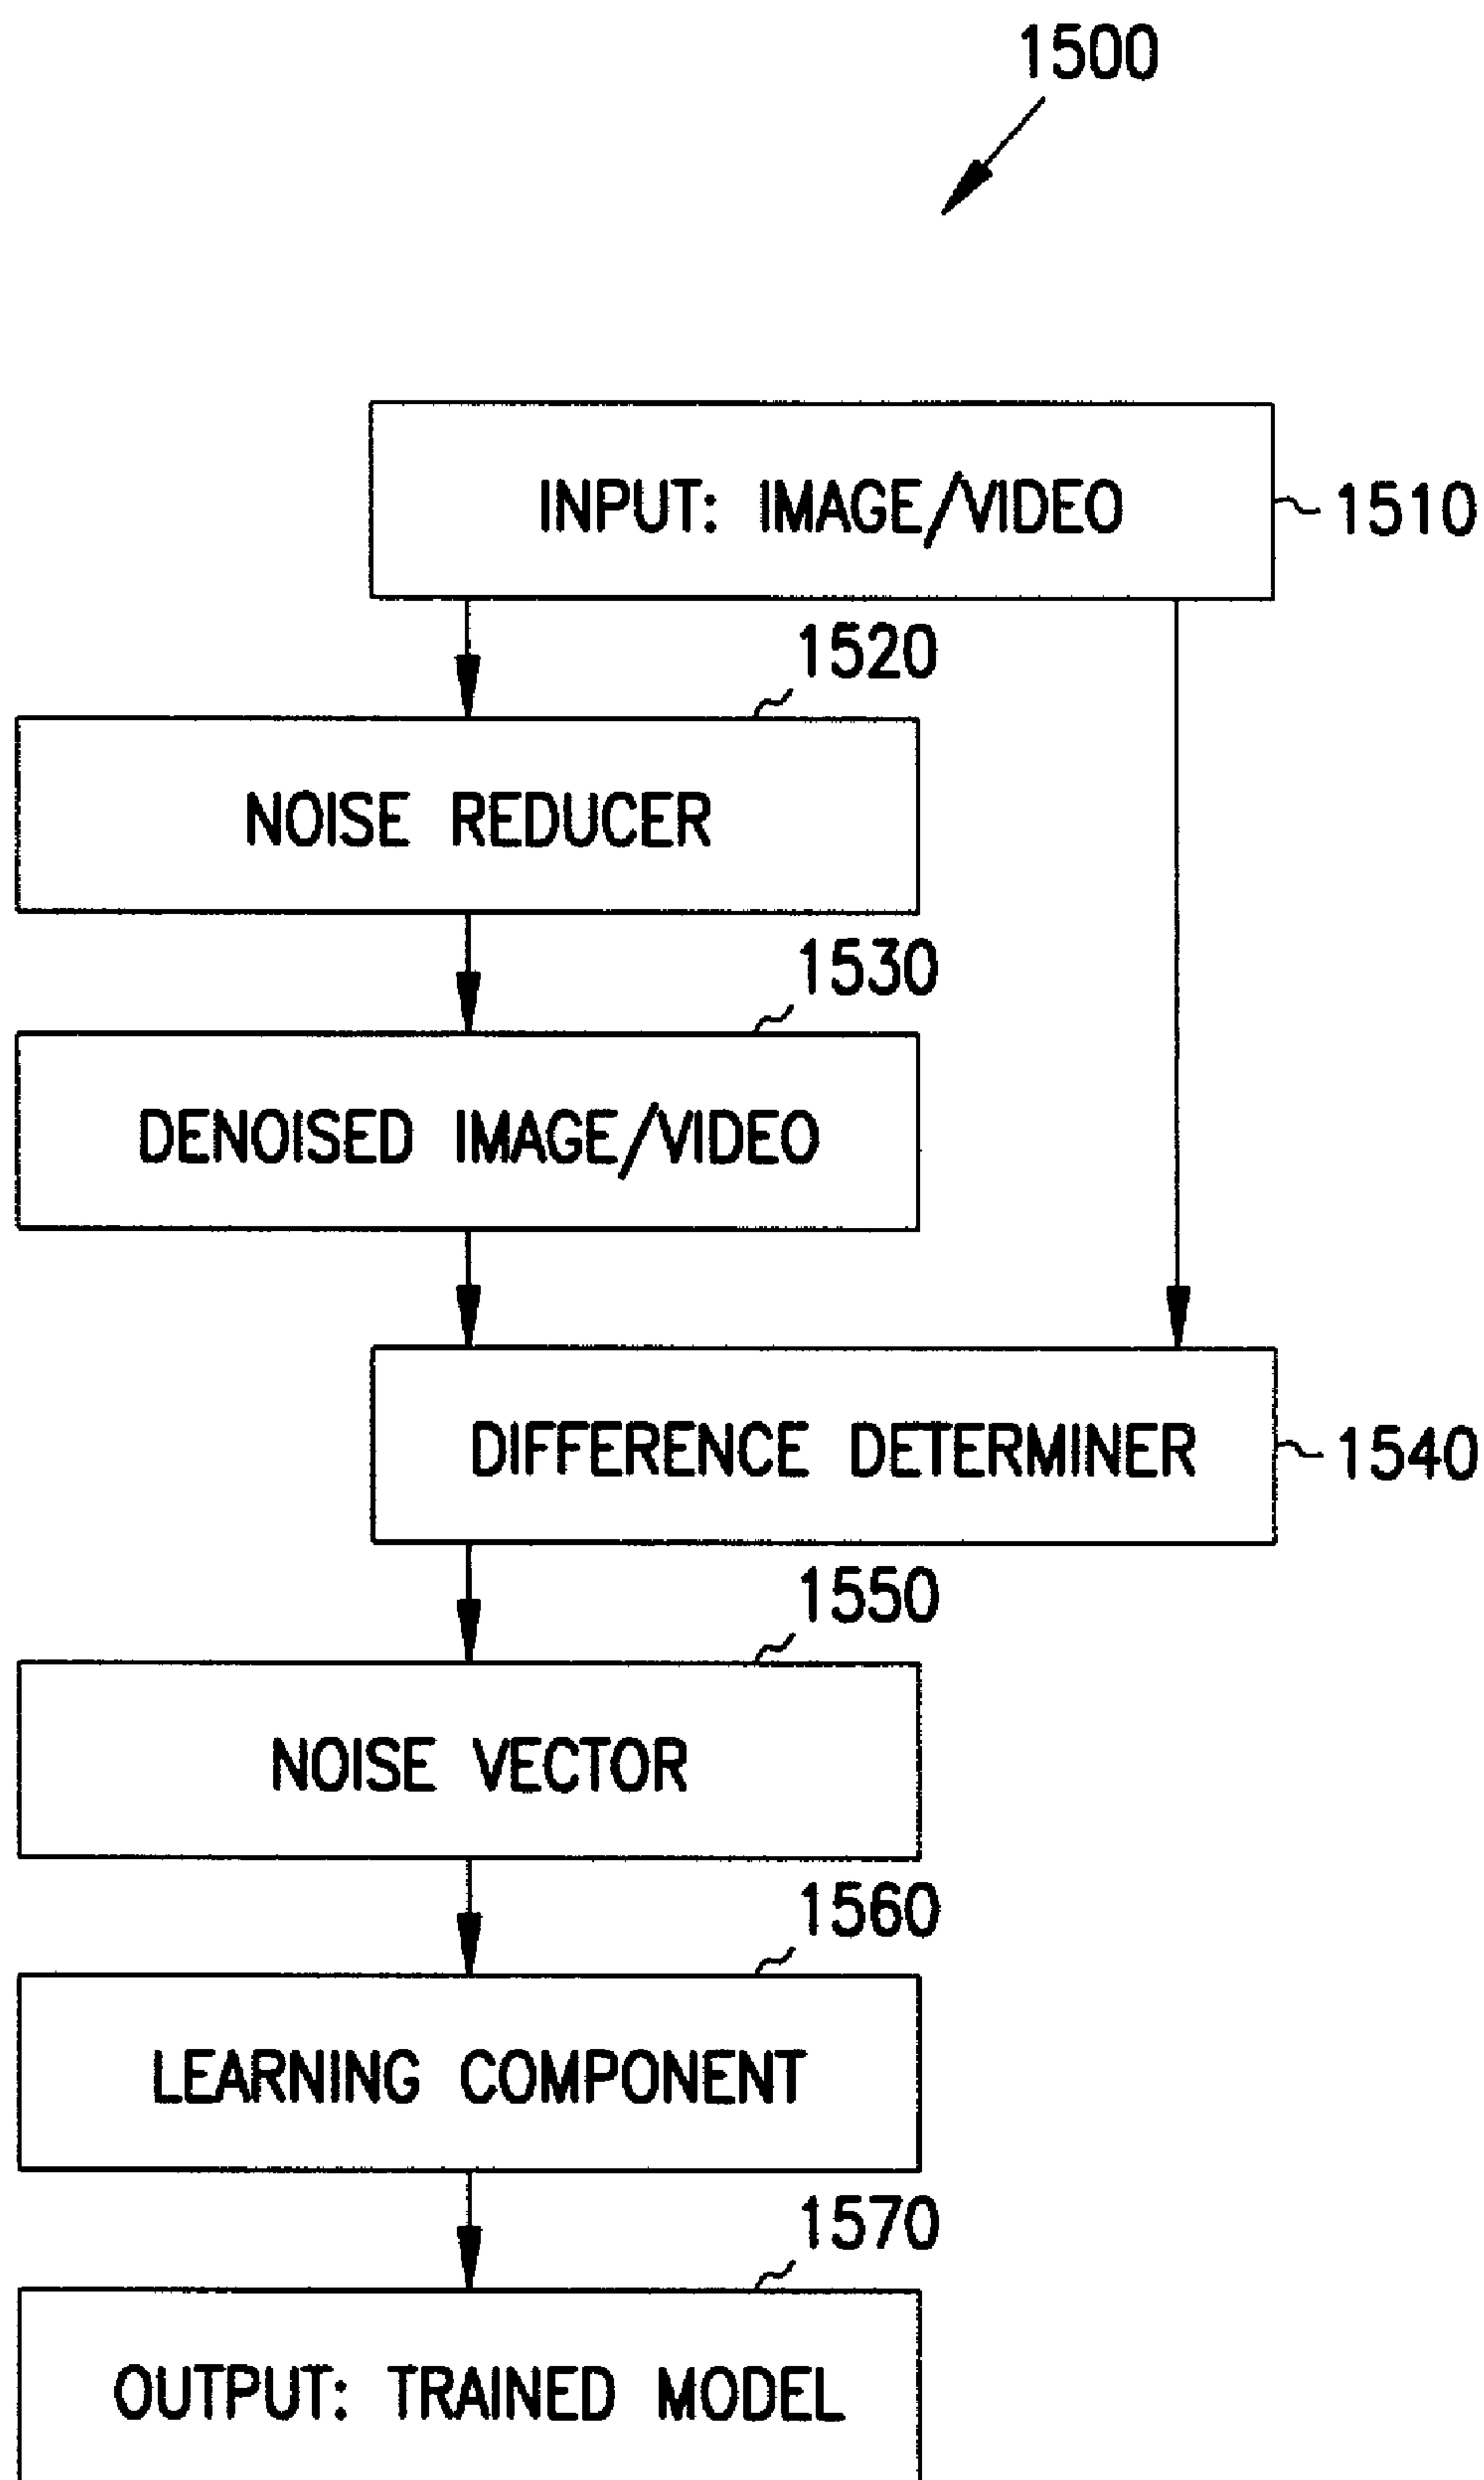 1500
INPUT: IMAGE/VIDEO
1510
1520
NOISE REDUCER
1530
DENOISED IMAGE/VIDEO
DIFFERENCE DETERMINER
1540
1550
NOISE VECTOR
1560
LEARNING COMPONENT
1570
OUTPUT: TRAINED MODEL